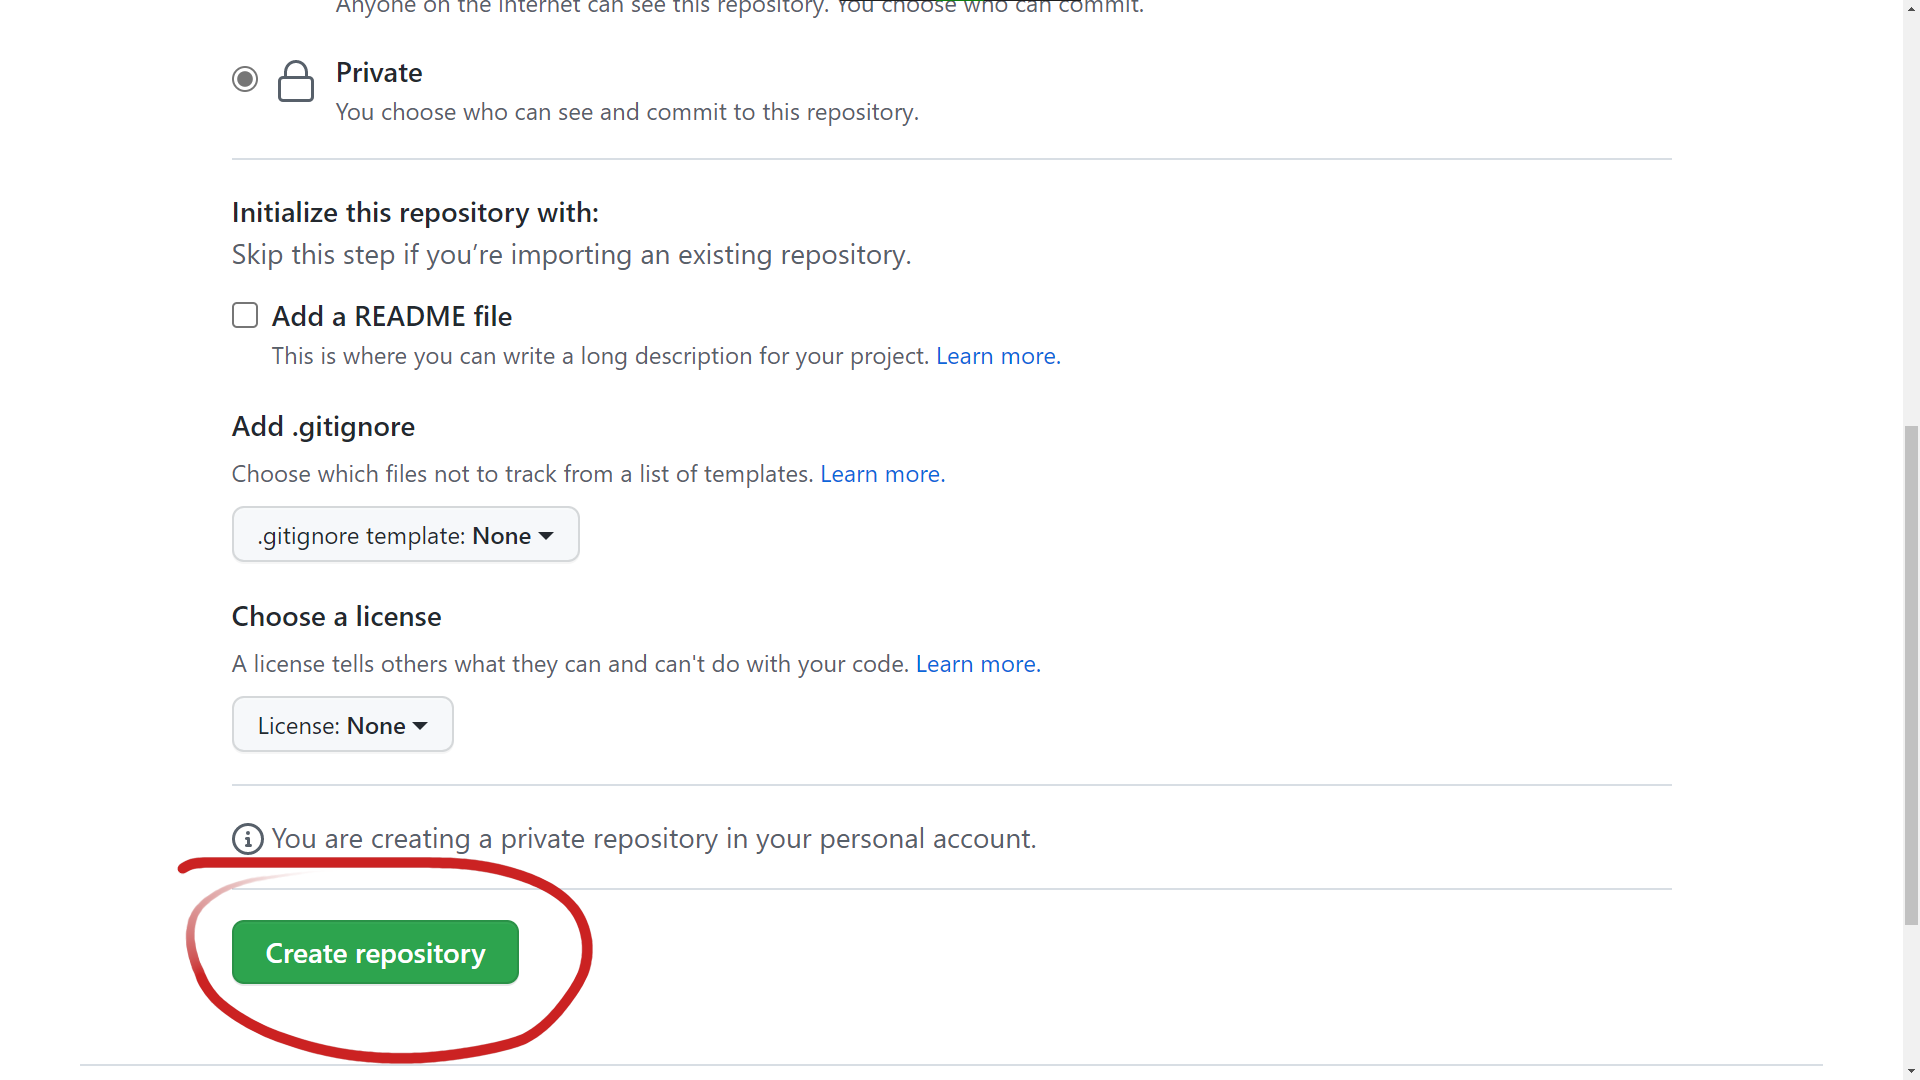 Anyone on the internet can see this repository. You choose who can commit.
Private
You choose who can see and commit to this repository.
Initialize this repository with:
Skip this step if you’re importing an existing repository.
Add a README file
This is where you can write a long description for your project. Learn more.
Add .gitignore
Choose which files not to track from a list of templates. Learn more.
.gitignore template: None
Choose a license
A license tells others what they can and can't do with your code. Learn more.
License: None
You are creating a private repository in your personal account.
Create repository